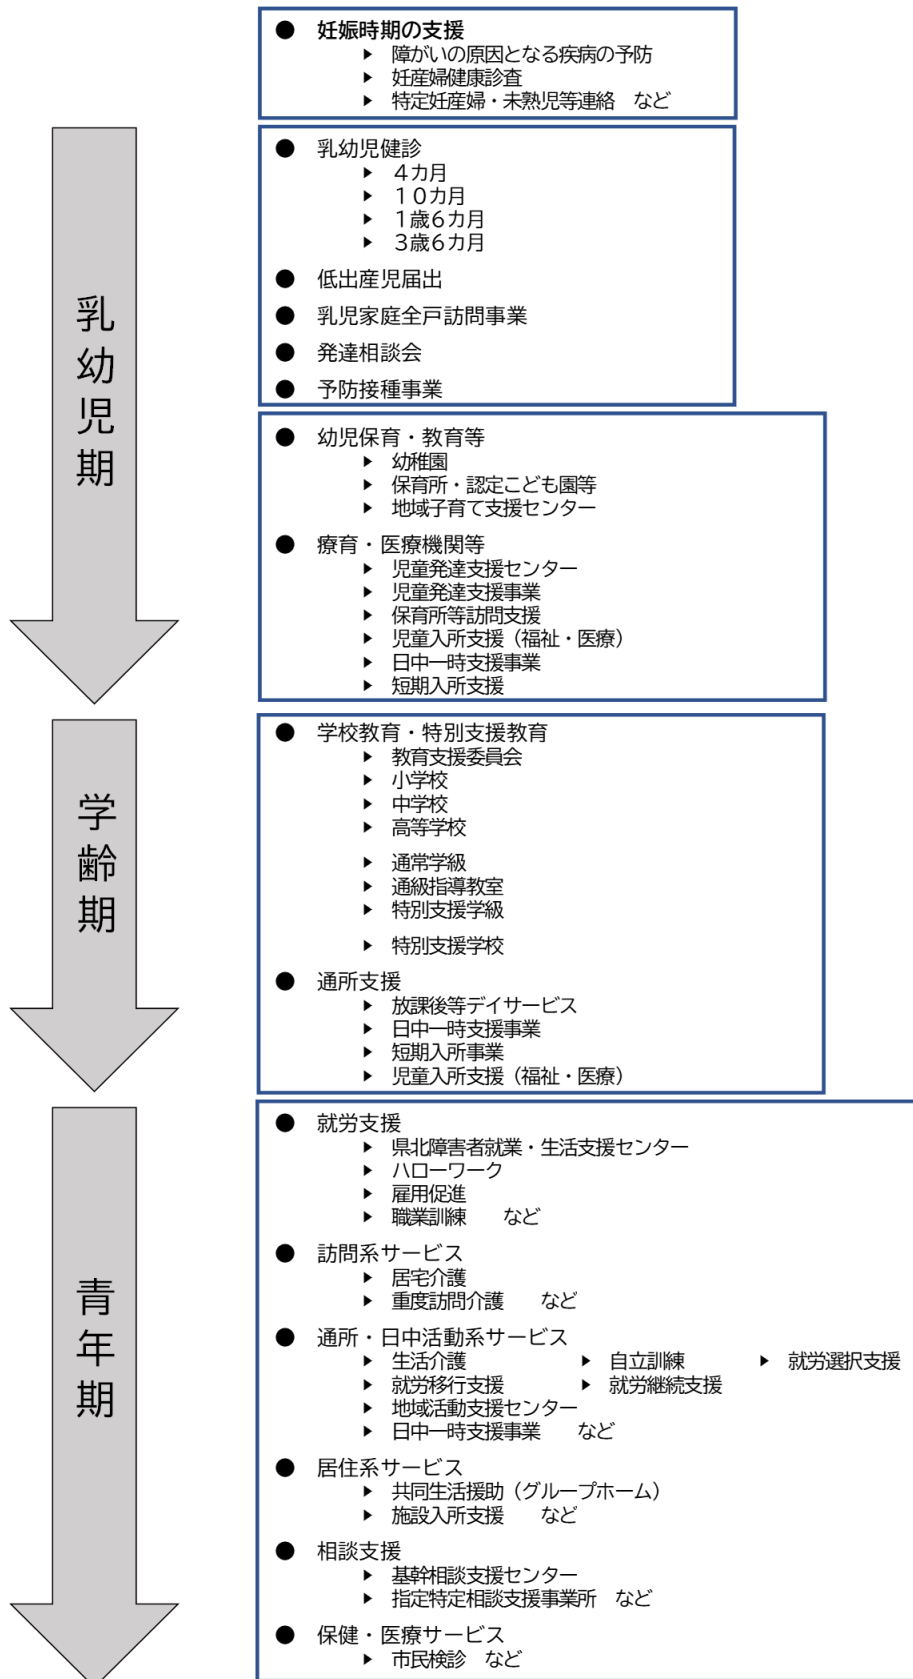 ● 妊娠時期の支援
▶ 障がいの原因となる疾病の予防
▶ 妊産婦健康診査
▶ 特定妊産婦・未熟児等連絡 など
乳幼児期
● 乳幼児健診
▶ 4カ月
▶ 10カ月
▶ 1歳6カ月
▶ 3歳6カ月
● 低出産児届出
● 乳児家庭全戸訪問事業
● 発達相談会
● 予防接種事業
● 幼児保育・教育等
▶ 幼稚園
▶ 保育所・認定こども園等
▶ 地域子育て支援センター
● 療育・医療機関等
▶ 児童発達支援センター
▶ 児童発達支援事業
▶ 保育所等訪問支援
▶ 児童入所支援（福祉・医療）
▶ 日中一時支援事業
▶ 短期入所支援
学齢期
● 学校教育・特別支援教育
▶ 教育支援委員会
▶ 小学校
▶ 中学校
▶ 高等学校
▶ 通常学級
▶ 通級指導教室
▶ 特別支援学級
▶ 特別支援学校
● 通所支援
▶ 放課後等デイサービス
▶ 日中一時支援事業
▶ 短期入所事業
▶ 児童入所支援（福祉・医療）
青年期
● 就労支援
▶ 県北障害者就業・生活支援センター
▶ ハローワーク
▶ 雇用促進
▶ 職業訓練 など
● 訪問系サービス
▶ 居宅介護
▶ 重度訪問介護 など
● 通所・日中活動系サービス
▶ 生活介護 ▶ 自立訓練 ▶ 就労選択支援
▶ 就労移行支援 ▶ 就労継続支援
▶ 地域活動支援センター
▶ 日中一時支援事業 など
● 居住系サービス
▶ 共同生活援助（グループホーム）
▶ 施設入所支援 など
● 相談支援
▶ 基幹相談支援センター
▶ 指定特定相談支援事業所 など
● 保健・医療サービス
▶ 市民検診 など